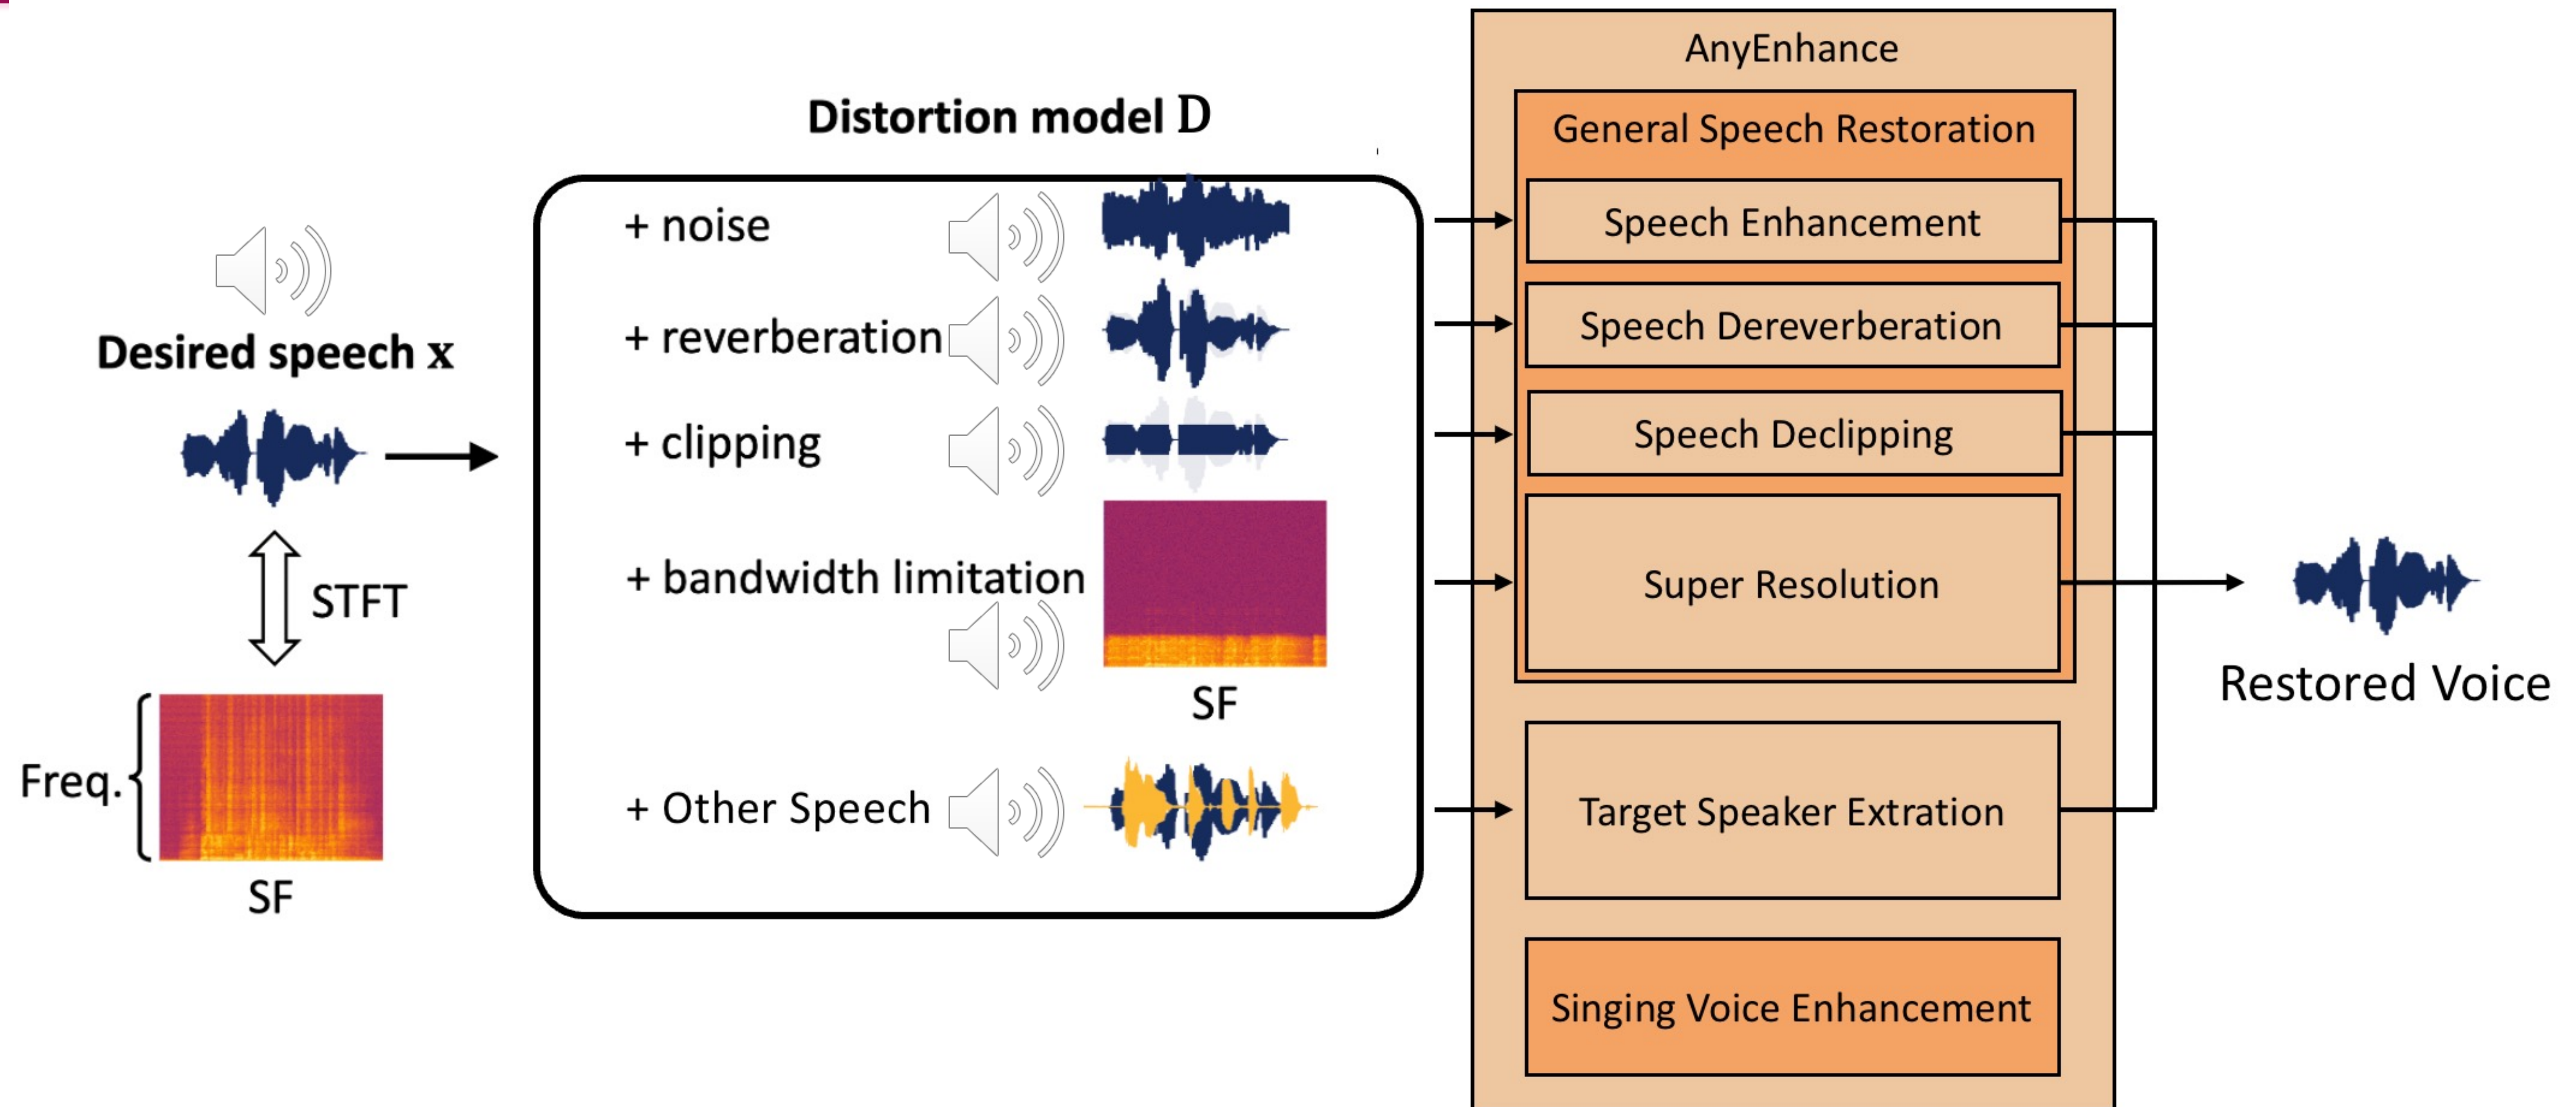 Desired speech x
STFT
Freq.
SF
Distortion model D
+ noise
+ reverberation
+ clipping
+ bandwidth limitation
SF
+ Other Speech
AnyEnhance
General Speech Restoration
Speech Enhancement
Speech Dereverberation
Speech Declipping
Super Resolution
Target Speaker Extration
Singing Voice Enhancement
Restored Voice